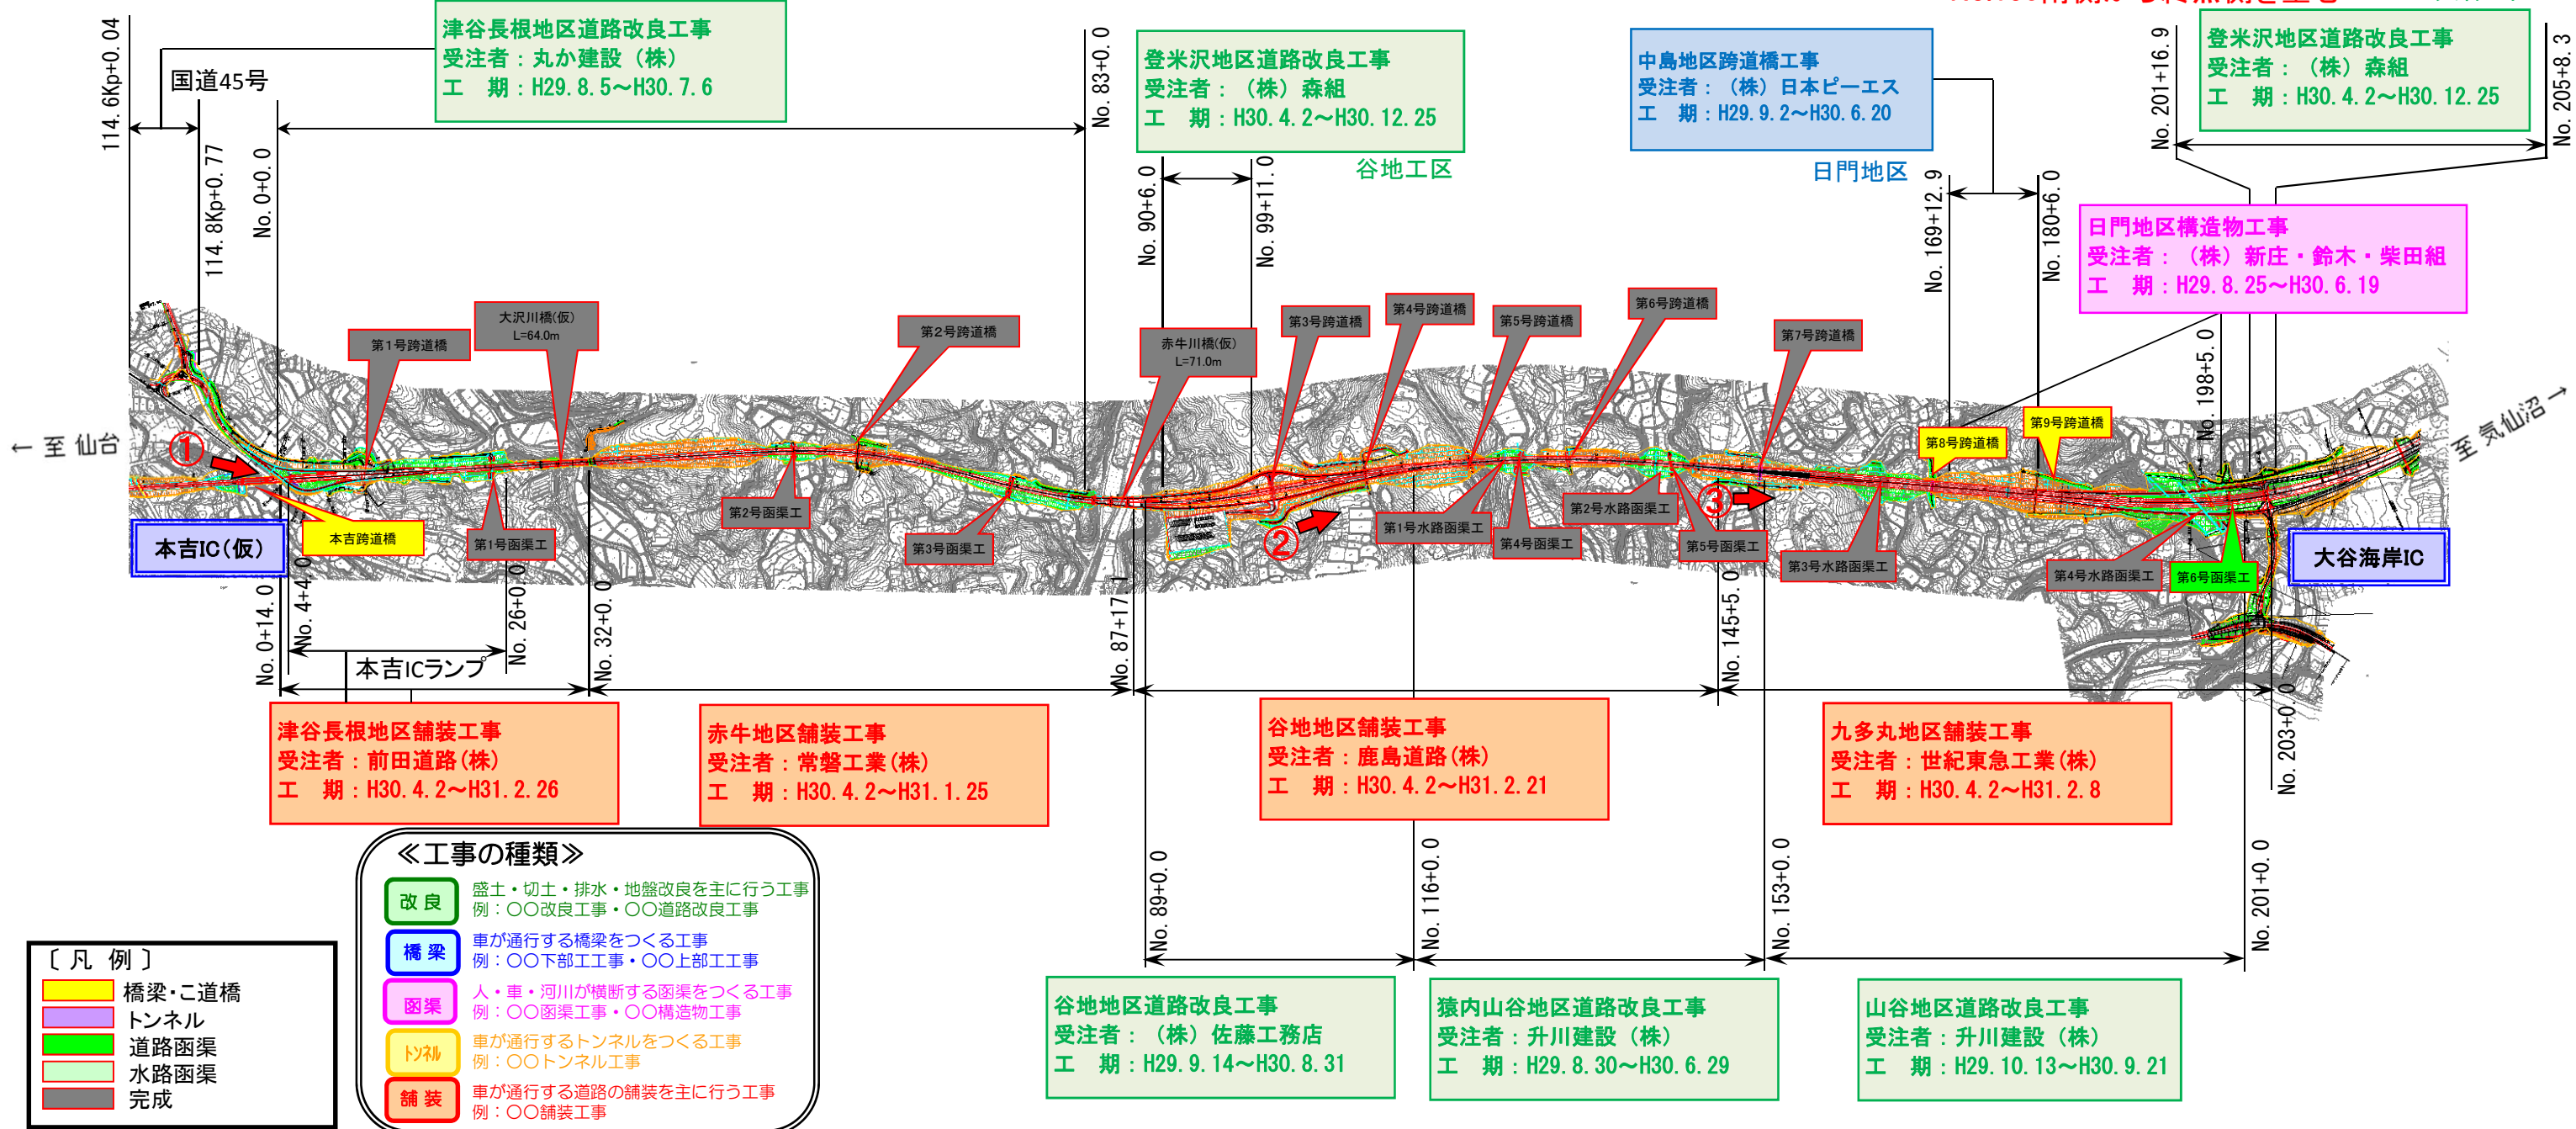 津谷長根地区道路改良工事
受注者：丸か建設（株）
工　期：H29.8.5～H30.7.6
登米沢地区道路改良工事
受注者：（株）森組
工　期：H30.4.2～H30.12.25
谷地工区
中島地区跨道橋工事
受注者：（株）日本ピーエス
工　期：H29.9.2～H30.6.20
日門地区
登米沢地区道路改良工事
受注者：（株）森組
工　期：H30.4.2～H30.12.25
日門地区構造物工事
受注者：（株）新庄・鈴木・柴田組
工　期：H29.8.25～H30.6.19
114.6Kp+0.04
国道45号
114.8Kp+0.77
No.0+0.0
No.83+0.0
No.90+6.0
No.99+11.0
No.169+12.9
No.180+6.0
No.201+16.9
No.205+8.3
No.198+5.0
第1号跨道橋
大沢川橋(仮)
L=64.0m
第2号跨道橋
赤牛川橋(仮)
L=71.0m
第3号跨道橋
第4号跨道橋
第5号跨道橋
第6号跨道橋
第7号跨道橋
第8号跨道橋
第9号跨道橋
← 至 仙台
至 気仙沼 →
①
②
③
本吉IC(仮)
本吉跨道橋
第1号函渠工
第2号函渠工
第3号函渠工
第1号水路函渠工
第4号函渠工
第2号水路函渠工
第5号函渠工
第3号水路函渠工
第4号水路函渠工
第6号函渠工
大谷海岸IC
No.0+14.0
No.4+4.0
No.26+0.0
No.32+0.0
No.87+17.1
No.145+5.0
No.203+0.0
本吉ICランプ
津谷長根地区舗装工事
受注者：前田道路(株)
工　期：H30.4.2～H31.2.26
赤牛地区舗装工事
受注者：常磐工業(株)
工　期：H30.4.2～H31.1.25
谷地地区舗装工事
受注者：鹿島道路(株)
工　期：H30.4.2～H31.2.21
九多丸地区舗装工事
受注者：世紀東急工業(株)
工　期：H30.4.2～H31.2.8
No.89+0.0
No.116+0.0
No.153+0.0
No.201+0.0
谷地地区道路改良工事
受注者：（株）佐藤工務店
工　期：H29.9.14～H30.8.31
猿内山谷地区道路改良工事
受注者：升川建設（株）
工　期：H29.8.30～H30.6.29
山谷地区道路改良工事
受注者：升川建設（株）
工　期：H29.10.13～H30.9.21
〔 凡 例 〕
橋梁・こ道橋
トンネル
道路函渠
水路函渠
完成
≪工事の種類≫
改良
盛土・切土・排水・地盤改良を主に行う工事
例：〇〇改良工事・〇〇道路改良工事
橋梁
車が通行する橋梁をつくる工事
例：〇〇下部工工事・〇〇上部工工事
函渠
人・車・河川が横断する函渠をつくる工事
例：〇〇函渠工事・〇〇構造物工事
トンネル
車が通行するトンネルをつくる工事
例：〇〇トンネル工事
舗装
車が通行する道路の舗装を主に行う工事
例：〇〇舗装工事